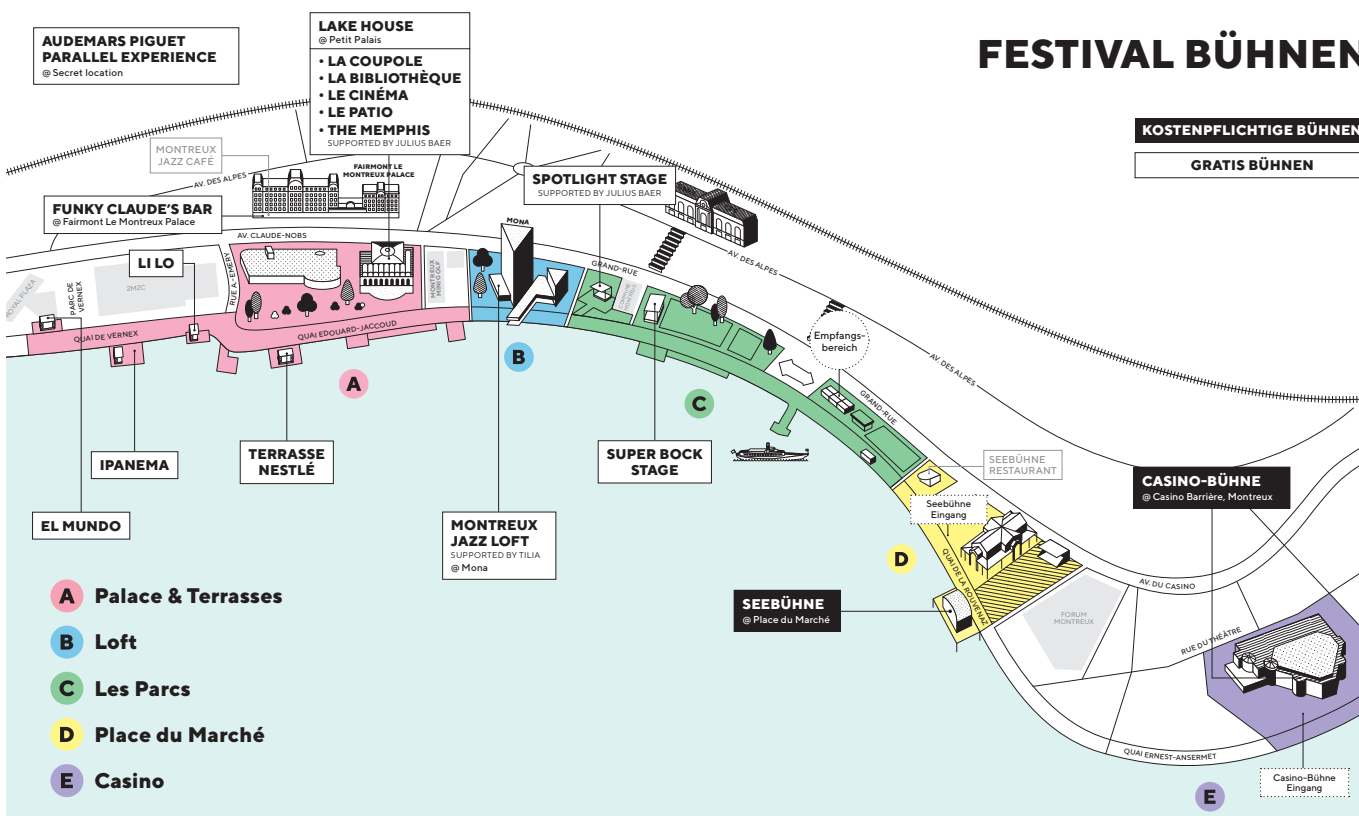 FESTIVAL BÜHNEN
KOSTENPFLICHTIGE BÜHNEN
GRATIS BÜHNEN
AUDEMARS PIGUET
PARALLEL EXPERIENCE
@ Secret location
LAKE HOUSE
@ Petit Palais
• LA COUPOLE
• LA BIBLIOTHÈQUE
• LE CINÉMA
• LE PATIO
• THE MEMPHIS
SUPPORTED BY JULIUS BAER
MONTREUX
JAZZ CAFÉ
AV. DES ALPES
FAIRMONT LE
MONTREUX PALACE
SPOTLIGHT STAGE
SUPPORTED BY JULIUS BAER
FUNKY CLAUDE'S BAR
@ Fairmont Le Montreux Palace
MONA
AV. CLAUDE-NOBS
LI LO
RUE A.-EMERY
MONTREUX
MINIGOLF
GRAND-RUE
AV. DES ALPES
2M2C
ROYAL PLAZA
PARC DE
VERNEX
COMMUNE
MONTREUX
QUAI DE VERNEX
QUAI EDOUARD-JACCOUD
Empfangs-
bereich
B
AV. DES ALPES
A
C
GRAND-RUE
IPANEMA
TERRASSE
NESTLÉ
SUPER BOCK
STAGE
SEEBÜHNE
RESTAURANT
CASINO-BÜHNE
@ Casino Barrière, Montreux
EL MUNDO
MONTREUX
JAZZ LOFT
SUPPORTED BY TILIA
@ Mona
Seebühne
Eingang
D
QUAI DE LA ROUVENAZ
AV. DU CASINO
SEEBÜHNE
@ Place du Marché
FORUM
MONTREUX
RUE DU THÉÂTRE
QUAI ERNEST-ANSERMET
Casino-Bühne
Eingang
E
A Palace & Terrasses
B Loft
C Les Parcs
D Place du Marché
E Casino